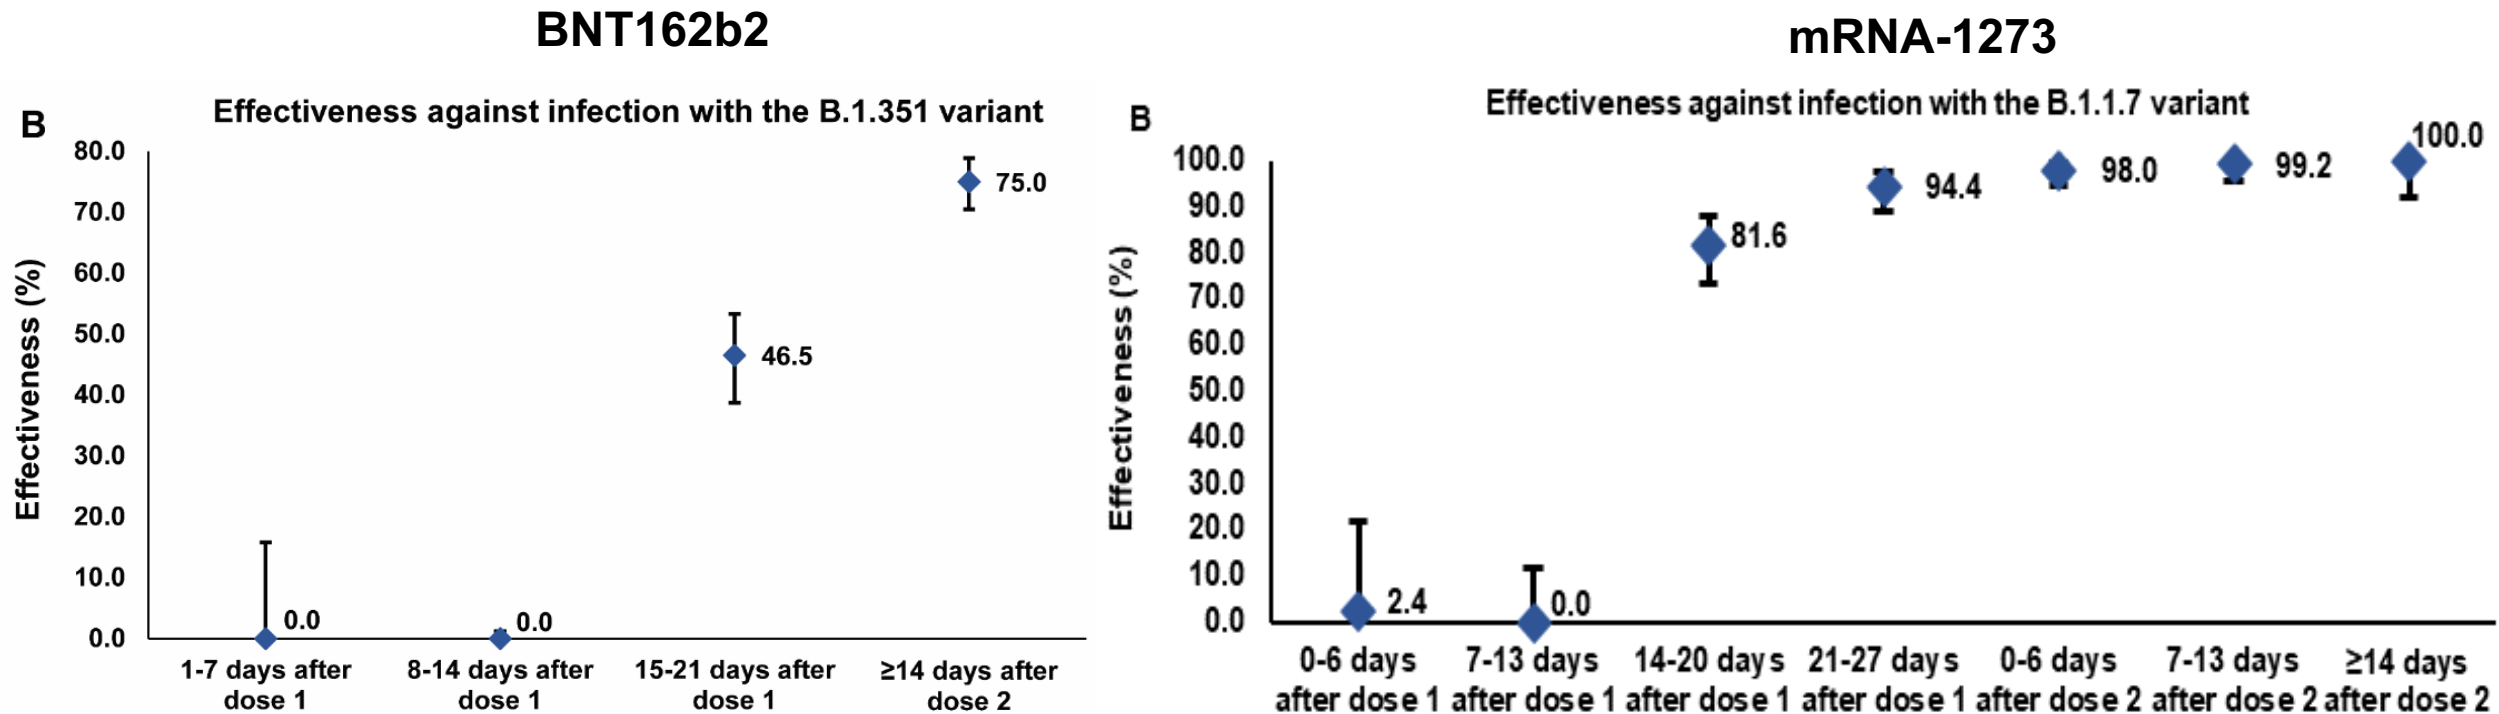 BNT162b2
B
Effectiveness against infection with the B.1.351 variant
Effectiveness (%)
80.0
70.0
60.0
50.0
40.0
30.0
20.0
10.0
0.0
0.0
0.0
46.5
75.0
1-7 days after
dose 1
8-14 days after
dose 1
15-21 days after
dose 1
≥14 days after
dose 2
mRNA-1273
B
Effectiveness against infection with the B.1.1.7 variant
Effectiveness (%)
100.0
90.0
80.0
70.0
60.0
50.0
40.0
30.0
20.0
10.0
0.0
2.4
0.0
81.6
94.4
98.0
99.2
100.0
0-6 days
after dose 1
7-13 days
after dose 1
14-20 days
after dose 1
21-27 days
after dose 1
0-6 days
after dose 2
7-13 days
after dose 2
≥14 days
after dose 2